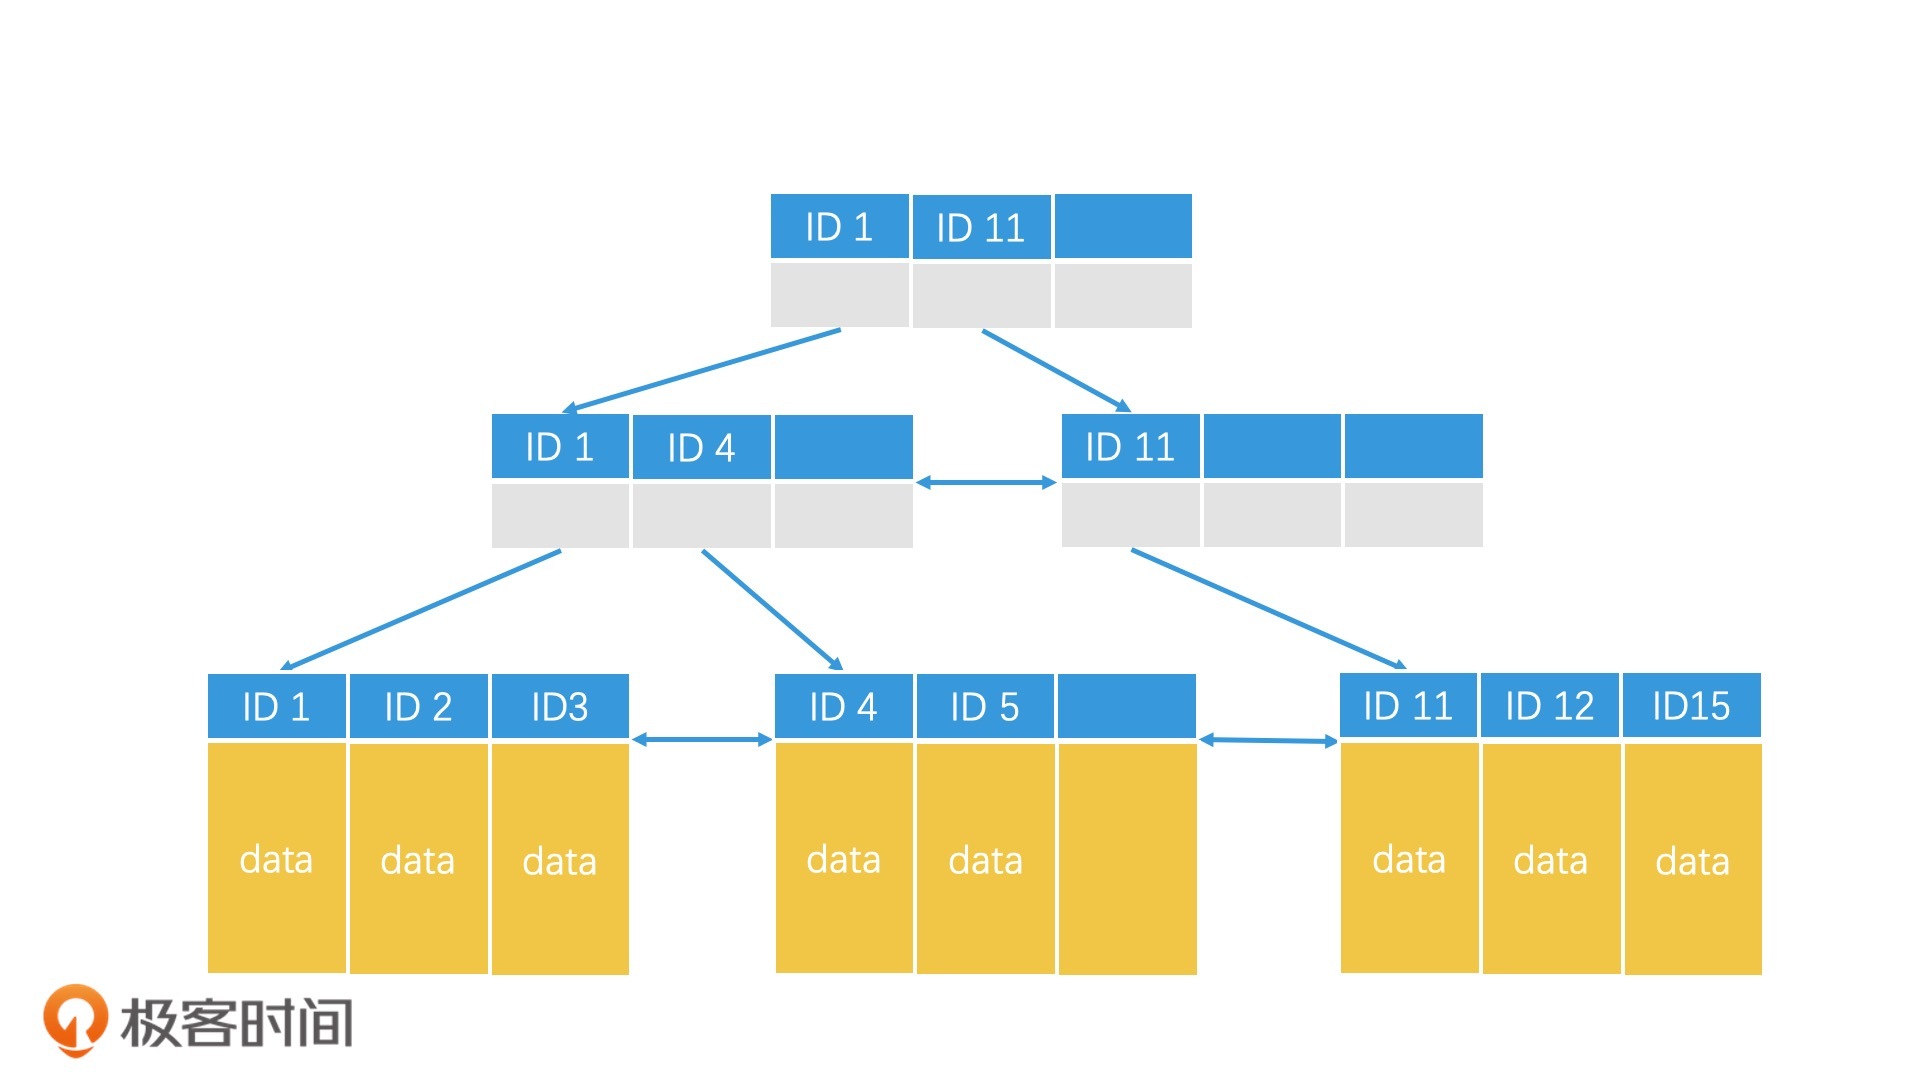 ID 1 ID 11
ID 1 ID 4 ID 11
ID 1 ID 2 ID3 ID 4 ID 5 ID 11 ID 12 ID15
data data data data data data data data
极客时间